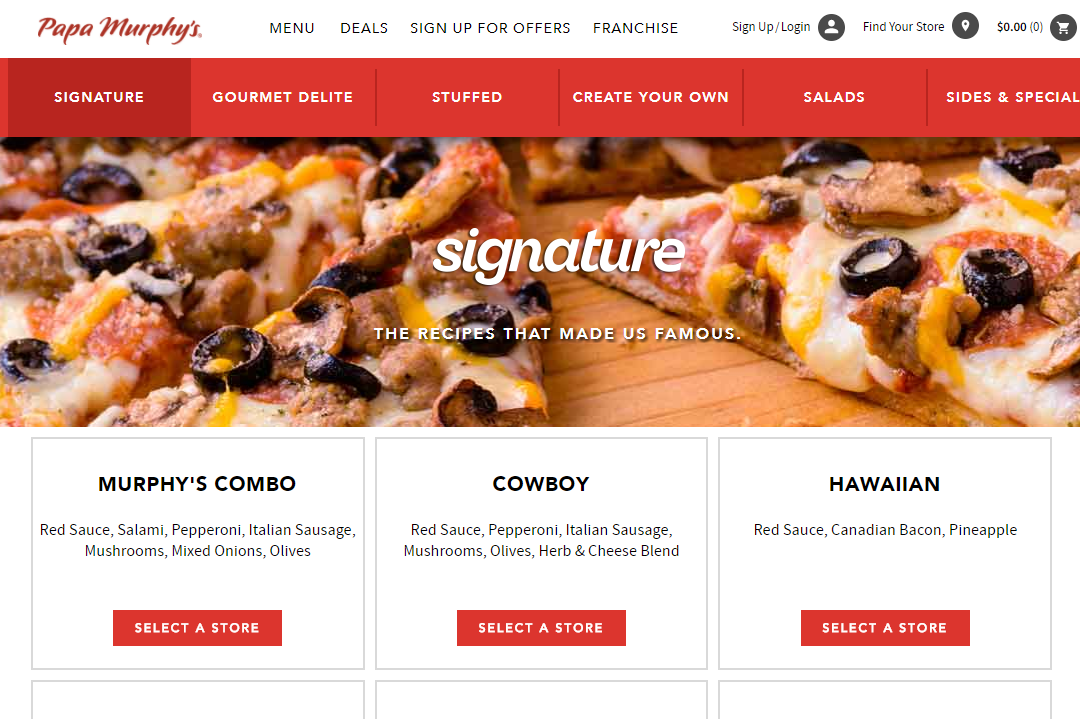 Papa Murphy's
MENU
DEALS
SIGN UP FOR OFFERS
FRANCHISE
Sign Up/Login
Find Your Store
$0.00 (0)
SIGNATURE
GOURMET DELITE
STUFFED
CREATE YOUR OWN
SALADS
SIDES & SPECIAL
signature
THE RECIPES THAT MADE US FAMOUS.
MURPHY'S COMBO
Red Sauce, Salami, Pepperoni, Italian Sausage,
Mushrooms, Mixed Onions, Olives
SELECT A STORE
COWBOY
Red Sauce, Pepperoni, Italian Sausage,
Mushrooms, Olives, Herb & Cheese Blend
SELECT A STORE
HAWAIIAN
Red Sauce, Canadian Bacon, Pineapple
SELECT A STORE